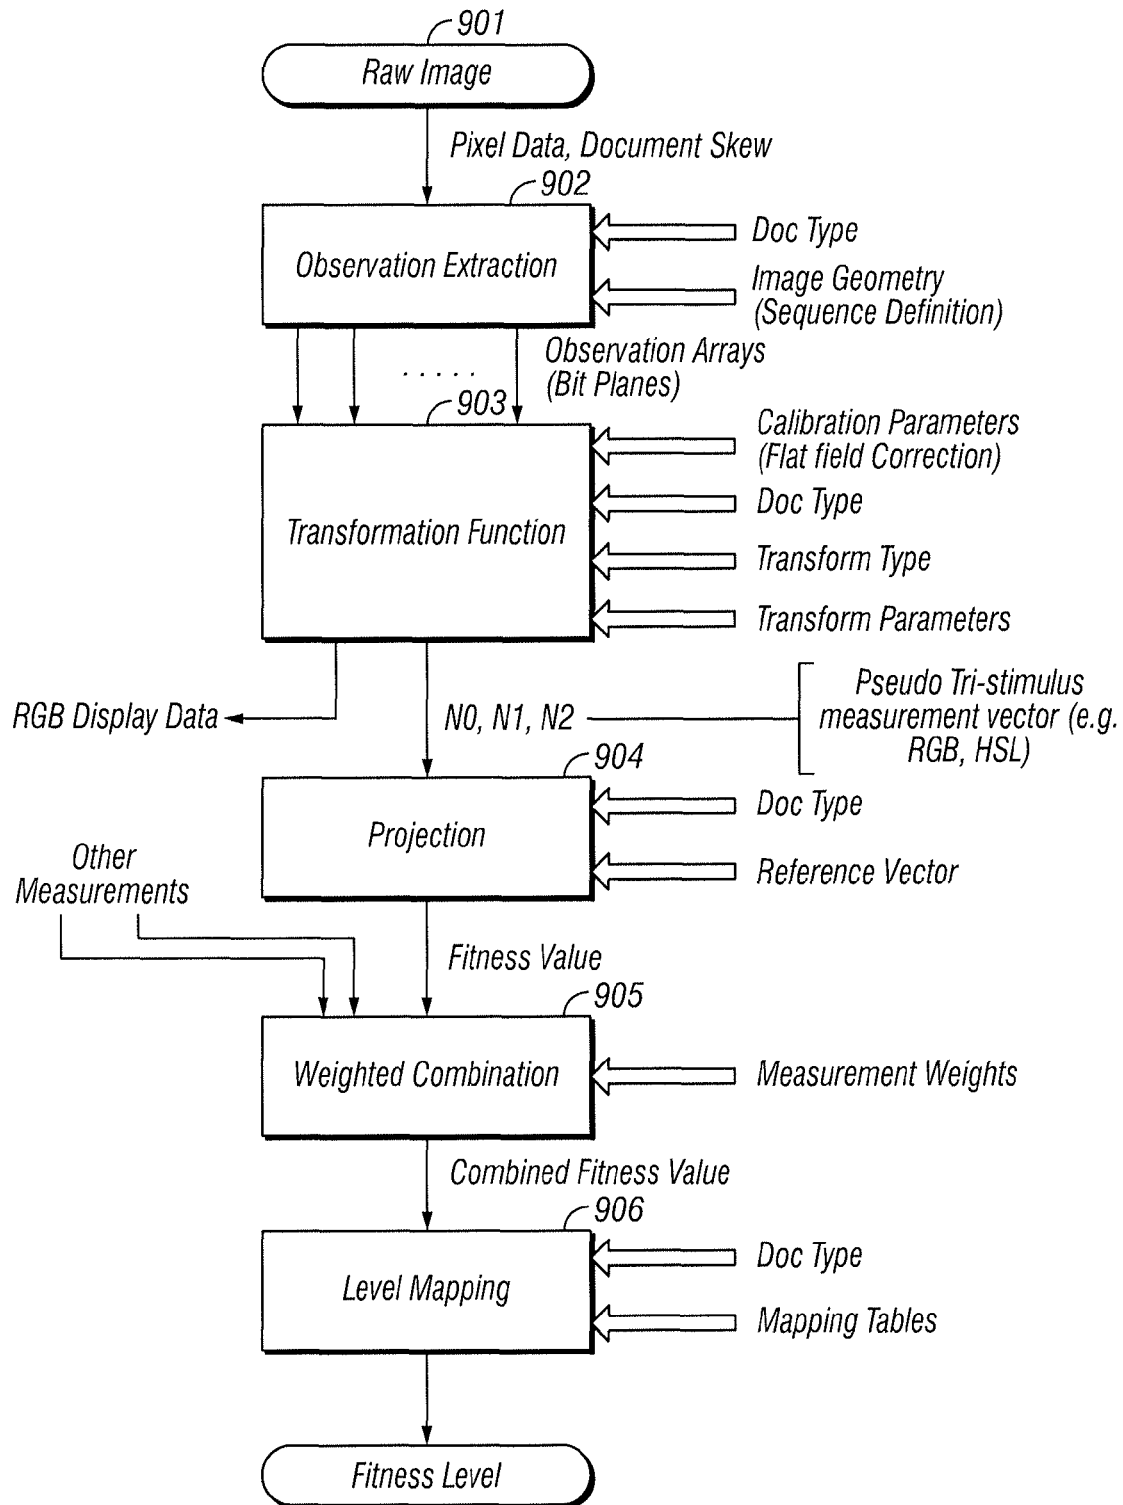 901
Raw Image
Pixel Data, Document Skew
902
Observation Extraction
Doc Type
Image Geometry
(Sequence Definition)
Observation Arrays
(Bit Planes)
.....
903
Transformation Function
Calibration Parameters
(Flat field Correction)
Doc Type
Transform Type
Transform Parameters
RGB Display Data
N0, N1, N2
Pseudo Tri-stimulus
measurement vector (e.g.
RGB, HSL)
904
Projection
Doc Type
Reference Vector
Other
Measurements
Fitness Value
905
Weighted Combination
Measurement Weights
Combined Fitness Value
906
Level Mapping
Doc Type
Mapping Tables
Fitness Level